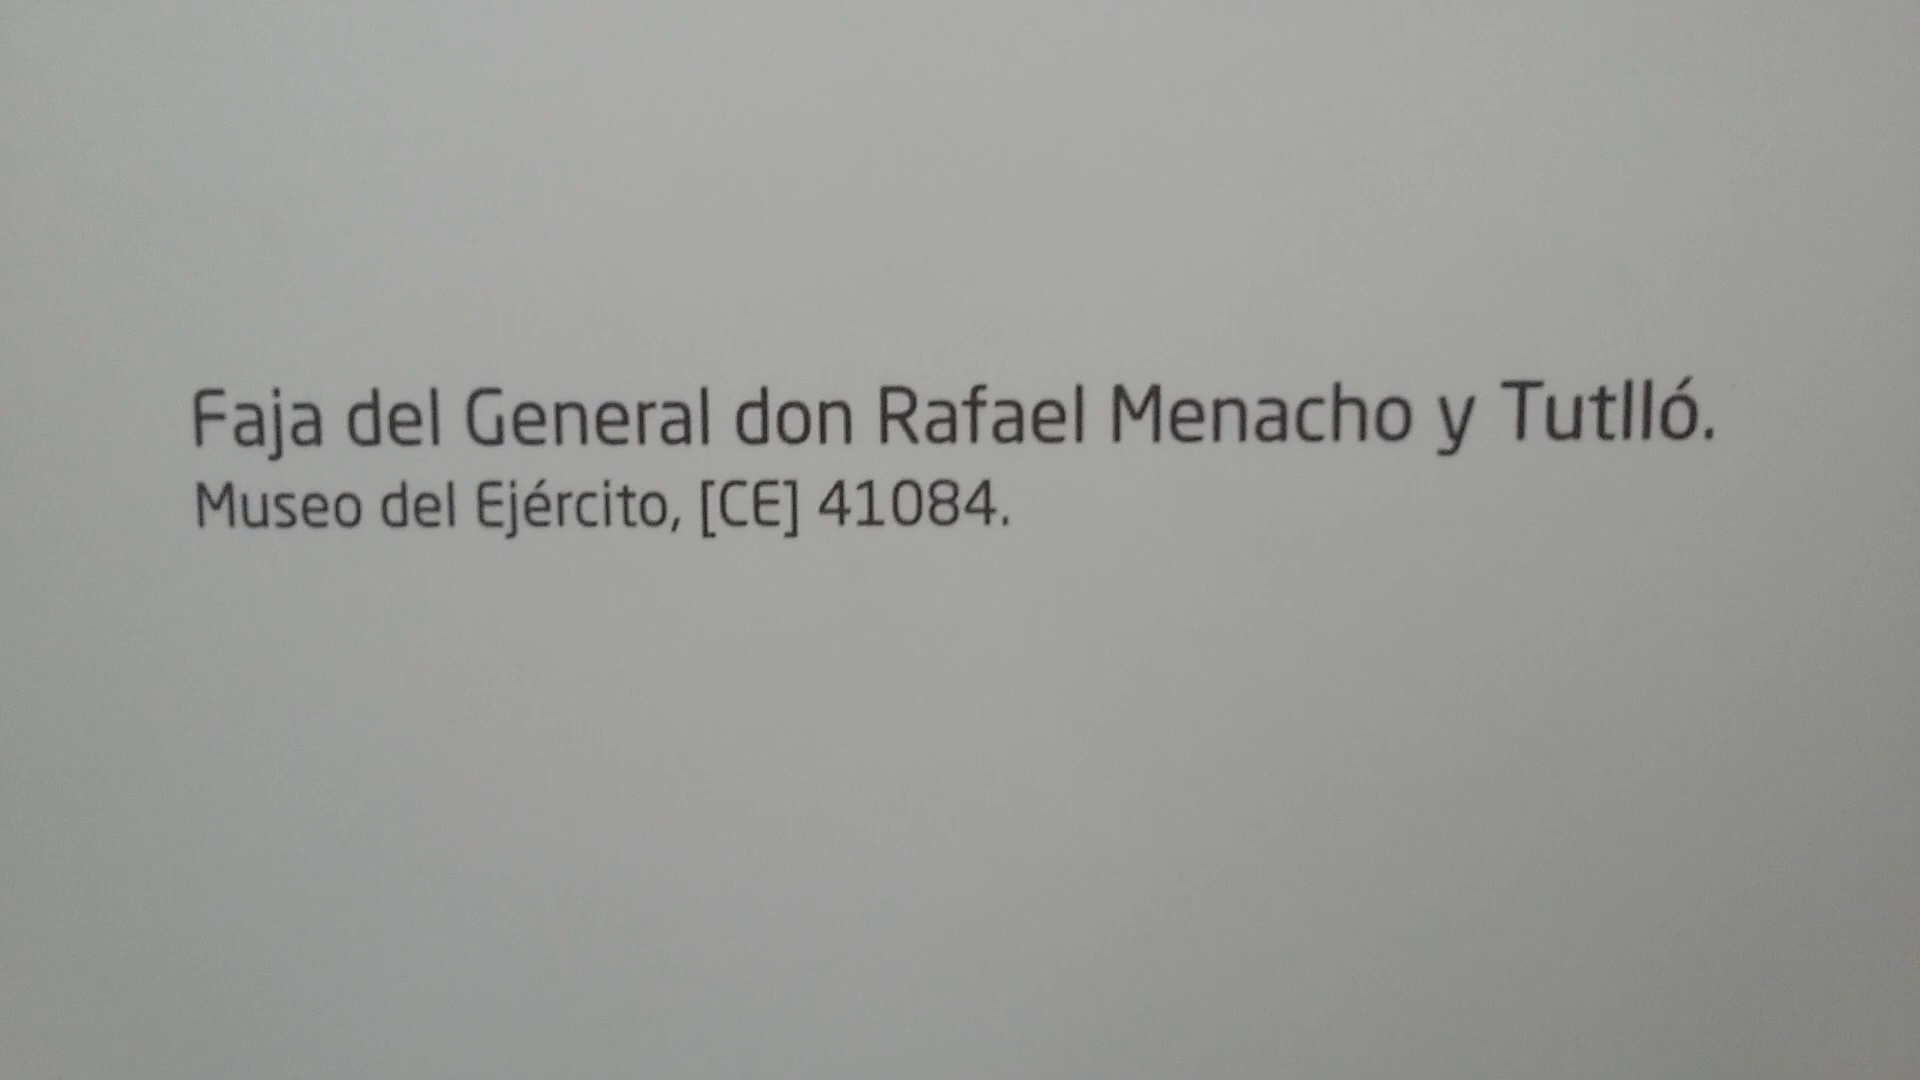 Faja del General don Rafael Menacho y Tutlló.
Museo del Ejército, [CE] 41084.